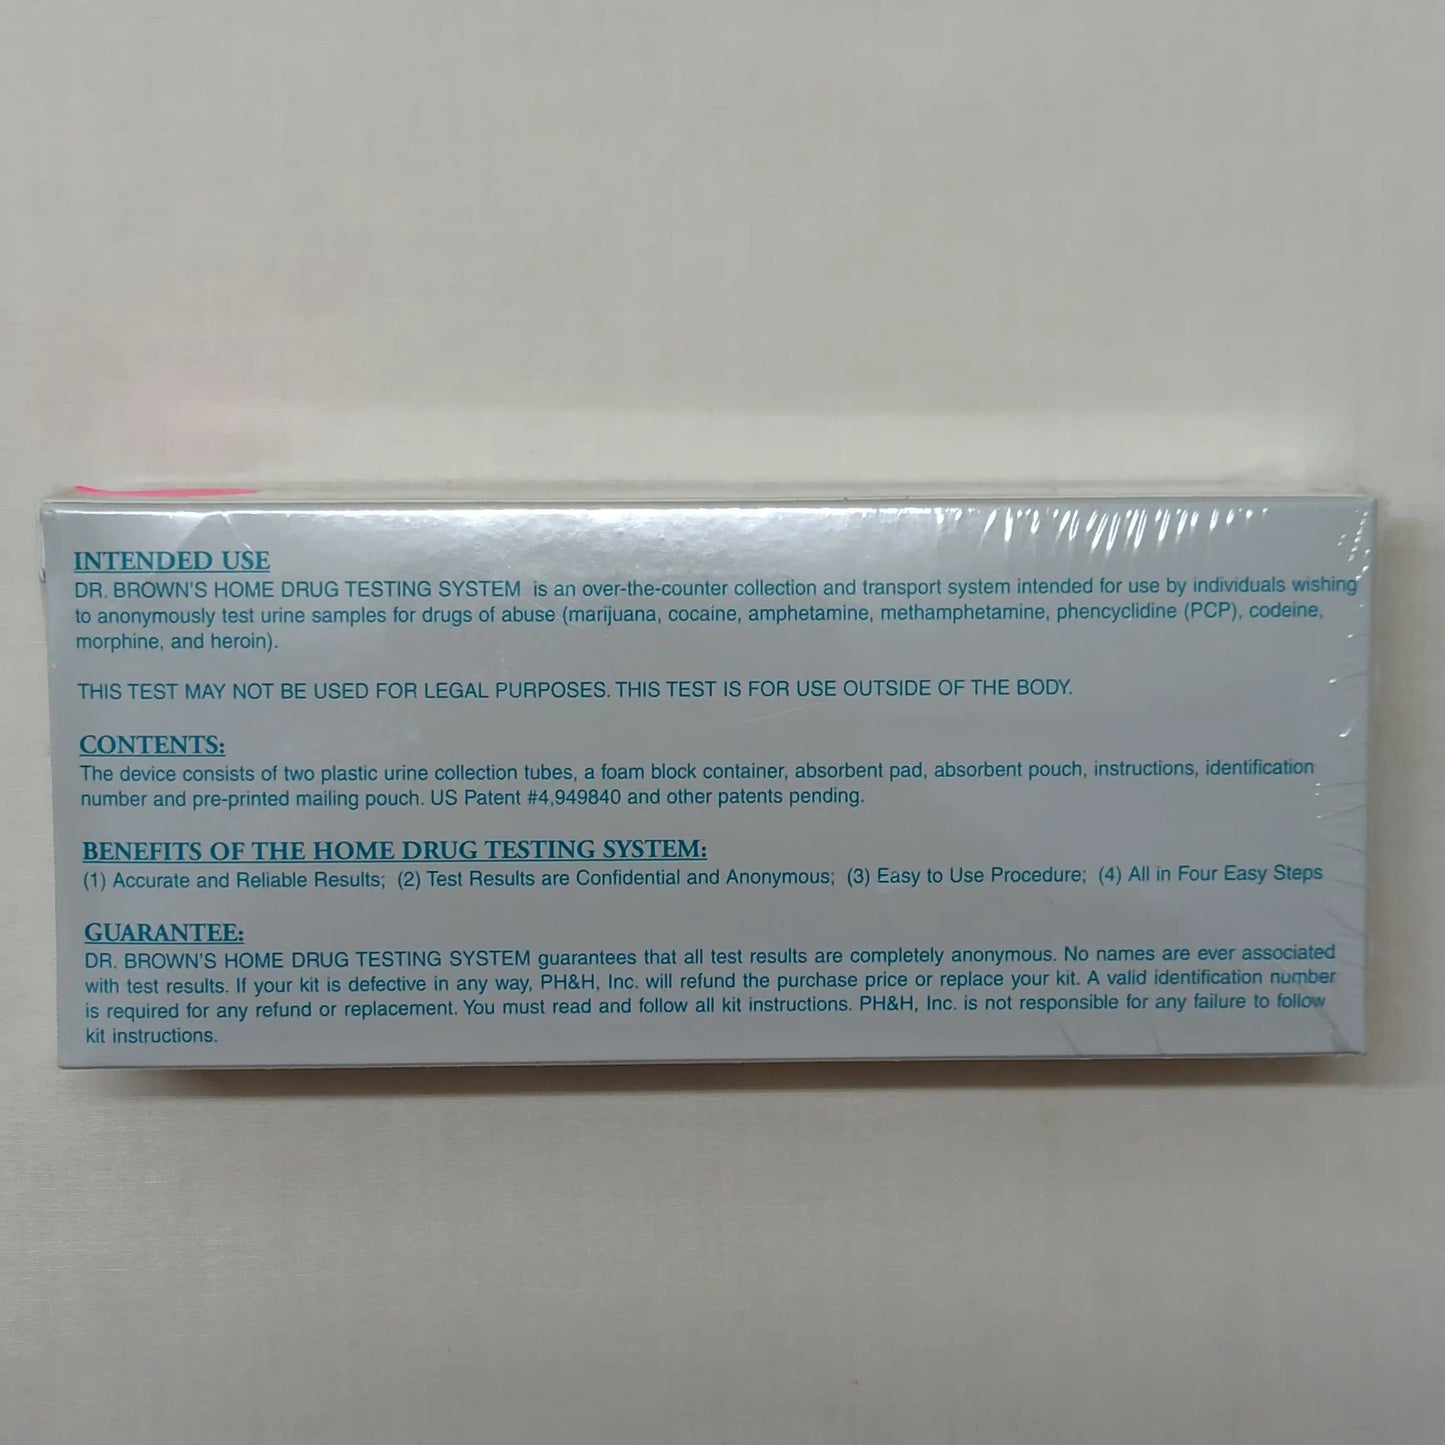 INTENDED USE
DR. BROWN'S HOME DRUG TESTING SYSTEM is an over-the-counter collection and transport system intended for use by individuals wishing
to anonymously test urine samples for drugs of abuse (marijuana, cocaine, amphetamine, methamphetamine, phencyclidine (PCP), codeine,
morphine, and heroin).
THIS TEST MAY NOT BE USED FOR LEGAL PURPOSES. THIS TEST IS FOR USE OUTSIDE OF THE BODY.
CONTENTS:
The device consists of two plastic urine collection tubes, a foam block container, absorbent pad, absorbent pouch, instructions, identification
number and pre-printed mailing pouch. US Patent #4,949840 and other patents pending.
BENEFITS OF THE HOME DRUG TESTING SYSTEM:
(1) Accurate and Reliable Results; (2) Test Results are Confidential and Anonymous; (3) Easy to Use Procedure; (4) All in Four Easy Steps
GUARANTEE:
DR. BROWN'S HOME DRUG TESTING SYSTEM guarantees that all test results are completely anonymous. No names are ever associated
with test results. If your kit is defective in any way, PH&H, Inc. will refund the purchase price or replace your kit. A valid identification number
is required for any refund or replacement. You must read and follow all kit instructions. PH&H, Inc. is not responsible for any failure to follow
kit instructions.